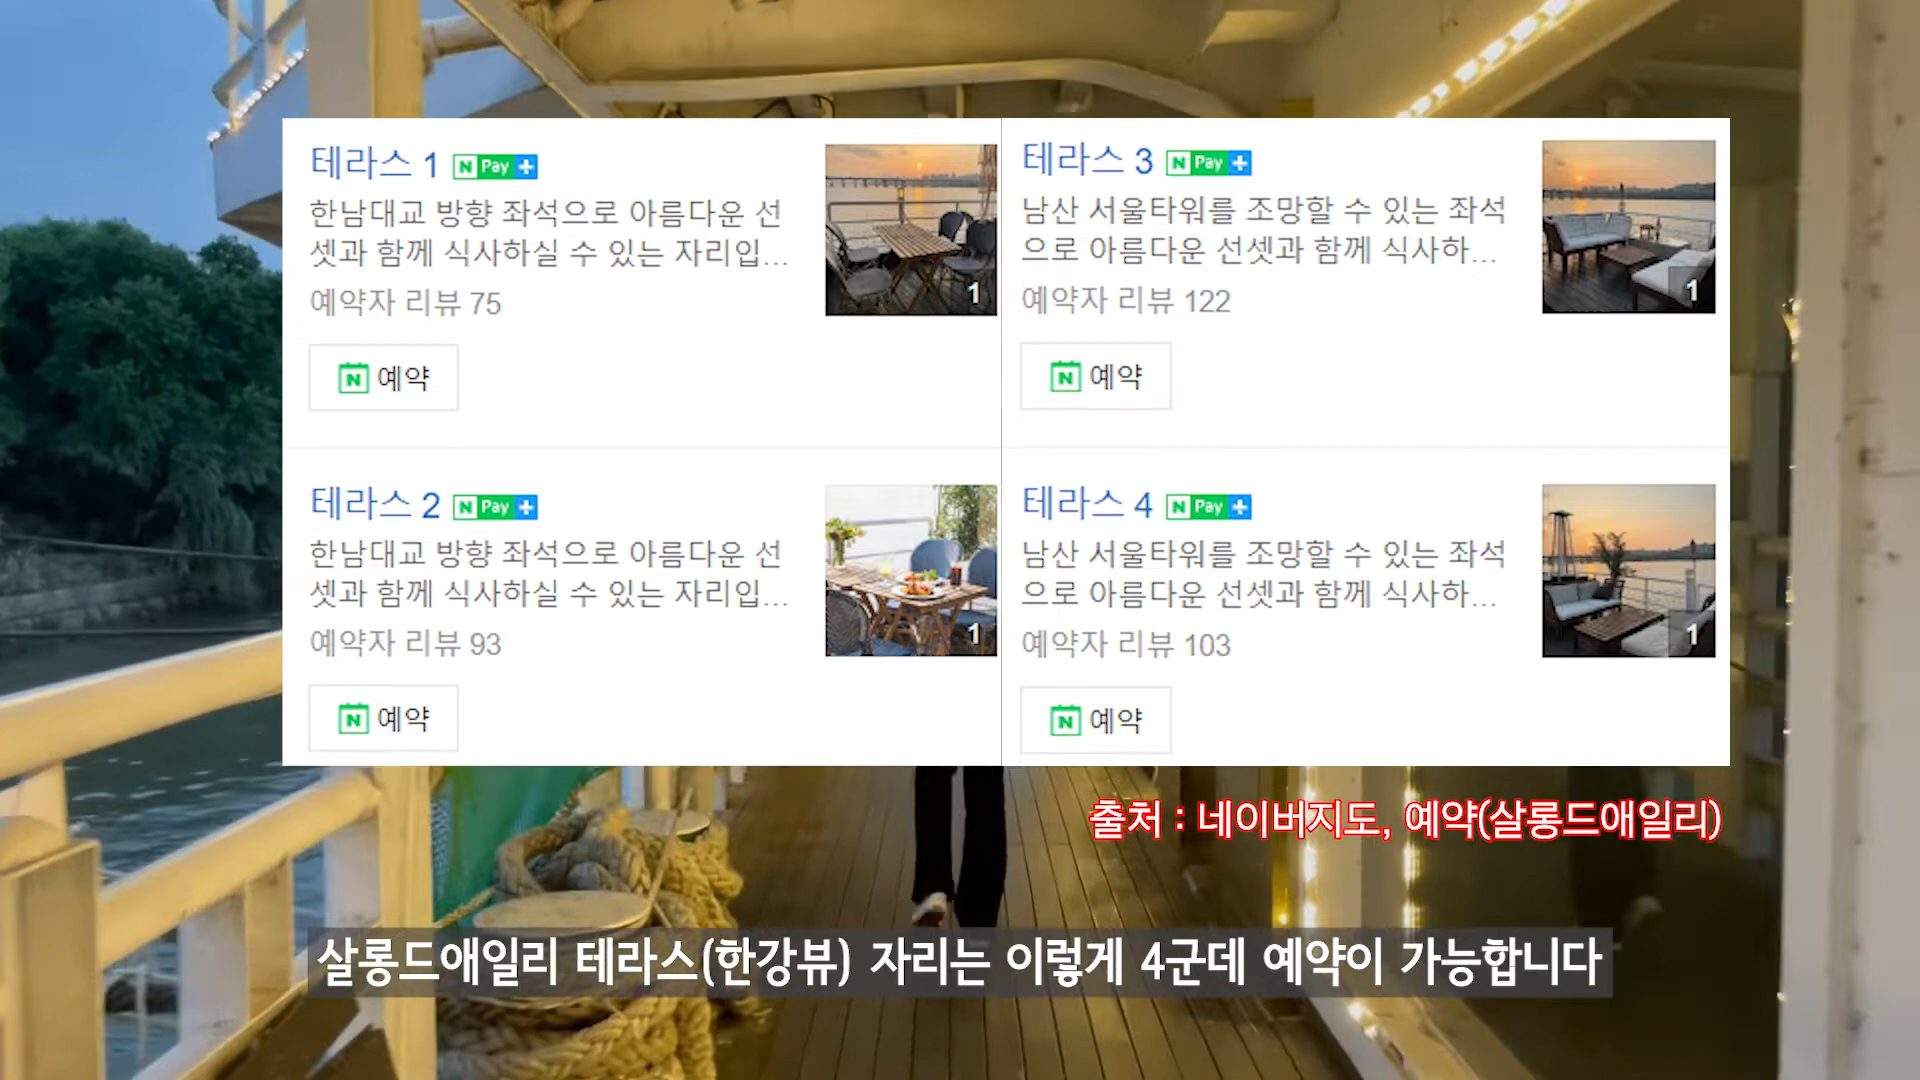 테라스 1 N Pay +
한남대교 방향 좌석으로 아름다운 선
셋과 함께 식사하실 수 있는 자리입...
예약자 리뷰 75
1
N 예약
테라스 3 N Pay +
남산 서울타워를 조망할 수 있는 좌석
으로 아름다운 선셋과 함께 식사하...
예약자 리뷰 122
1
N 예약
테라스 2 N Pay +
한남대교 방향 좌석으로 아름다운 선
셋과 함께 식사하실 수 있는 자리입...
예약자 리뷰 93
1
N 예약
테라스 4 N Pay +
남산 서울타워를 조망할 수 있는 좌석
으로 아름다운 선셋과 함께 식사하...
예약자 리뷰 103
1
N 예약
출처 : 네이버지도, 예약(살롱드애일리)
살롱드애일리 테라스(한강뷰) 자리는 이렇게 4군데 예약이 가능합니다